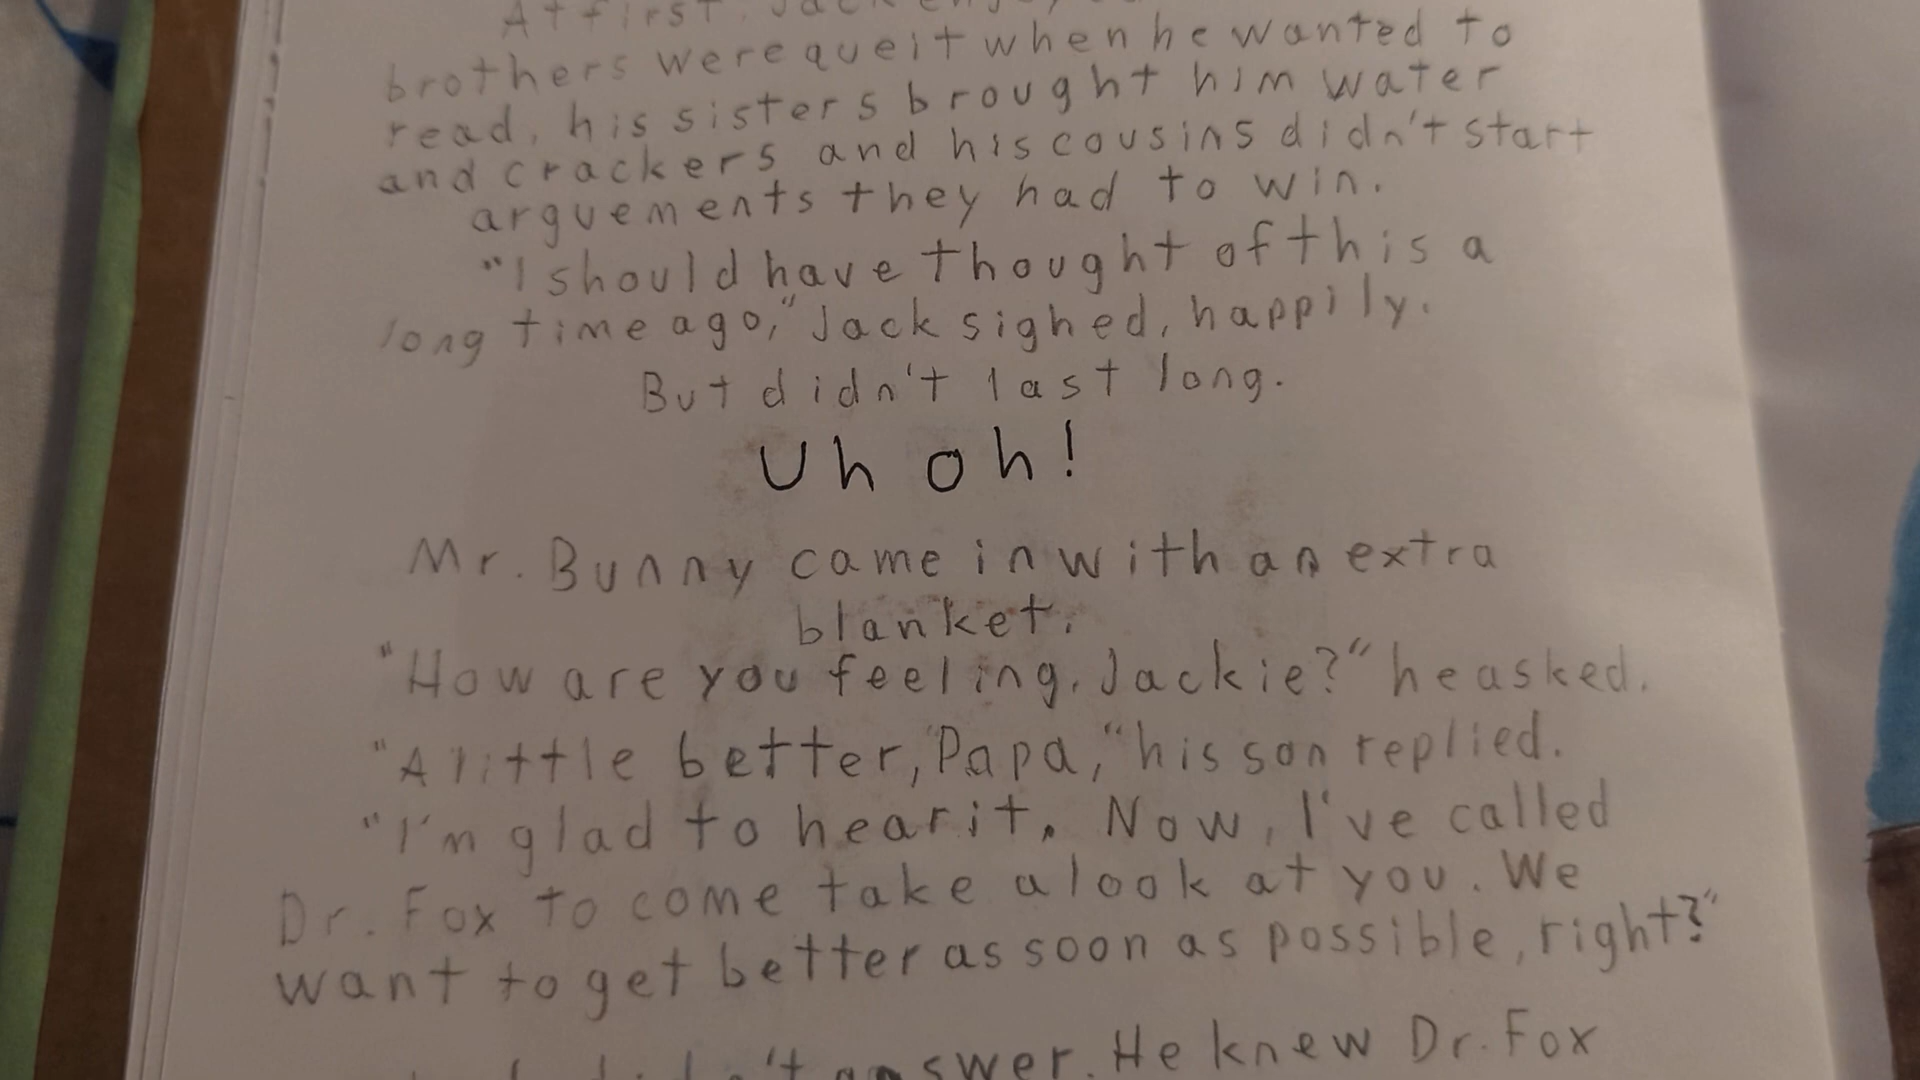 At first, Jack
brothers were queit when he wanted to
read, his sisters brought him water
and crackers and his cousins didn't start
arguements they had to win.
"I should have thought of this a
long time ago," Jack sighed, happily.
But didn't last long.
Uh oh!
Mr. Bunny came in with an extra
blanket.
"How are you feeling, Jackie?" he asked.
"A little better, Papa," his son replied.
"I'm glad to hear it. Now, I've called
Dr. Fox to come take a look at you. We
want to get better as soon as possible, right?"
answer. He knew Dr. Fox